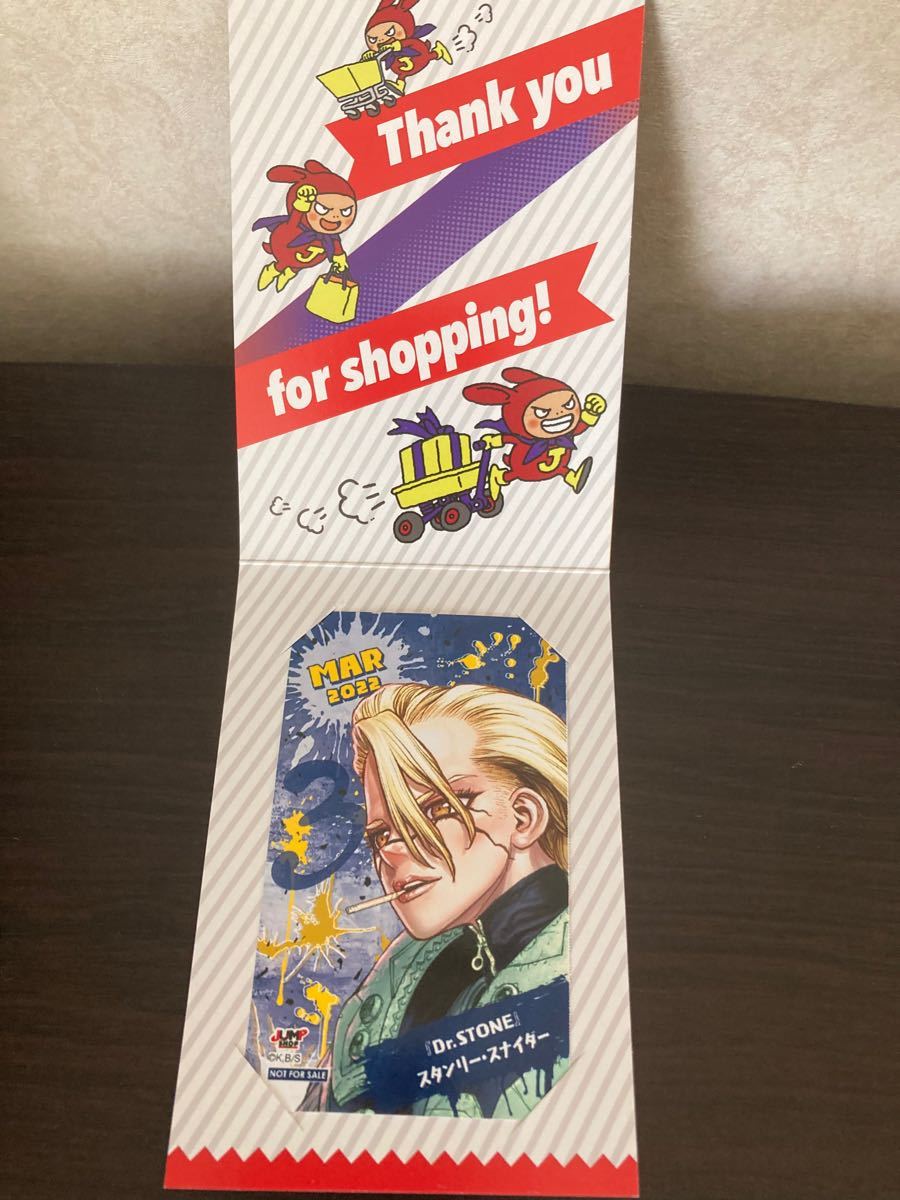 Thank you
J
for shopping!
J
MAR
2022
3
JUMP
SHOP
©K,B/S
NOT FOR SALE
『Dr.STONE』
スタンリー・スナイダー